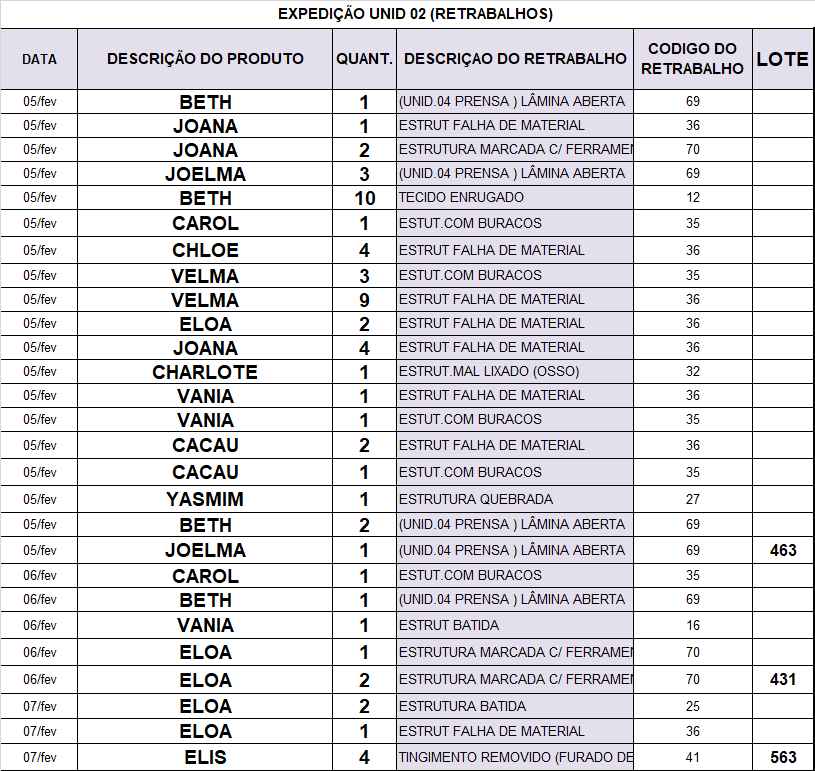 EXPEDIÇÃO UNID 02 (RETRABALHOS)
DATA DESCRIÇÃO DO PRODUTO QUANT. DESCRIÇAO DO RETRABALHO CODIGO DO RETRABALHO LOTE
05/fev BETH 1 (UNID.04 PRENSA ) LÂMINA ABERTA 69
05/fev JOANA 1 ESTRUT FALHA DE MATERIAL 36
05/fev JOANA 2 ESTRUTURA MARCADA C/ FERRAMEN 70
05/fev JOELMA 3 (UNID.04 PRENSA ) LÂMINA ABERTA 69
05/fev BETH 10 TECIDO ENRUGADO 12
05/fev CAROL 1 ESTUT.COM BURACOS 35
05/fev CHLOE 4 ESTRUT FALHA DE MATERIAL 36
05/fev VELMA 3 ESTUT.COM BURACOS 35
05/fev VELMA 9 ESTRUT FALHA DE MATERIAL 36
05/fev ELOA 2 ESTRUT FALHA DE MATERIAL 36
05/fev JOANA 4 ESTRUT FALHA DE MATERIAL 36
05/fev CHARLOTE 1 ESTRUT.MAL LIXADO (OSSO) 32
05/fev VANIA 1 ESTRUT FALHA DE MATERIAL 36
05/fev VANIA 1 ESTUT.COM BURACOS 35
05/fev CACAU 2 ESTRUT FALHA DE MATERIAL 36
05/fev CACAU 1 ESTUT.COM BURACOS 35
05/fev YASMIM 1 ESTRUTURA QUEBRADA 27
05/fev BETH 2 (UNID.04 PRENSA ) LÂMINA ABERTA 69
05/fev JOELMA 1 (UNID.04 PRENSA ) LÂMINA ABERTA 69 463
06/fev CAROL 1 ESTUT.COM BURACOS 35
06/fev BETH 1 (UNID.04 PRENSA ) LÂMINA ABERTA 69
06/fev VANIA 1 ESTRUT BATIDA 16
06/fev ELOA 1 ESTRUTURA MARCADA C/ FERRAMEN 70
06/fev ELOA 2 ESTRUTURA MARCADA C/ FERRAMEN 70 431
07/fev ELOA 2 ESTRUTURA BATIDA 25
07/fev ELOA 1 ESTRUT FALHA DE MATERIAL 36
07/fev ELIS 4 TINGIMENTO REMOVIDO (FURADO DE 41 563